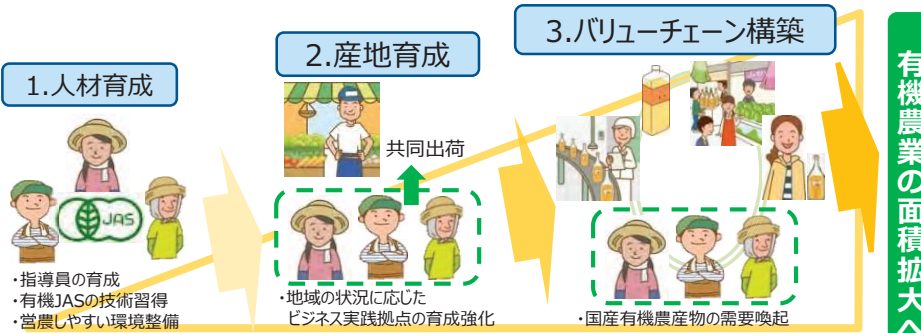 1.人材育成
JAS
・指導員の育成
・有機JASの技術習得
・営農しやすい環境整備
2.産地育成
共同出荷
・地域の状況に応じた
ビジネス実践拠点の育成強化
3.バリューチェーン構築
・国産有機農産物の需要喚起
有機農業の面積拡大へ